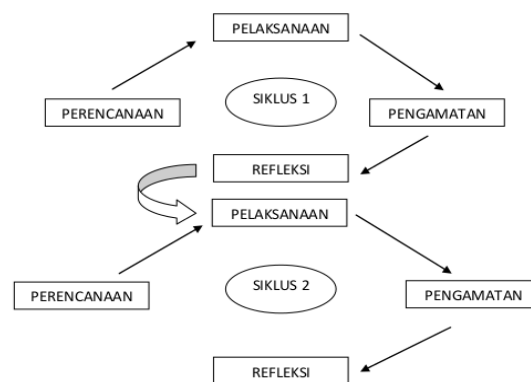 PELAKSANAAN
SIKLUS 1
PERENCANAAN
PENGAMATAN
REFLEKSI
PELAKSANAAN
SIKLUS 2
PERENCANAAN
PENGAMATAN
REFLEKSI